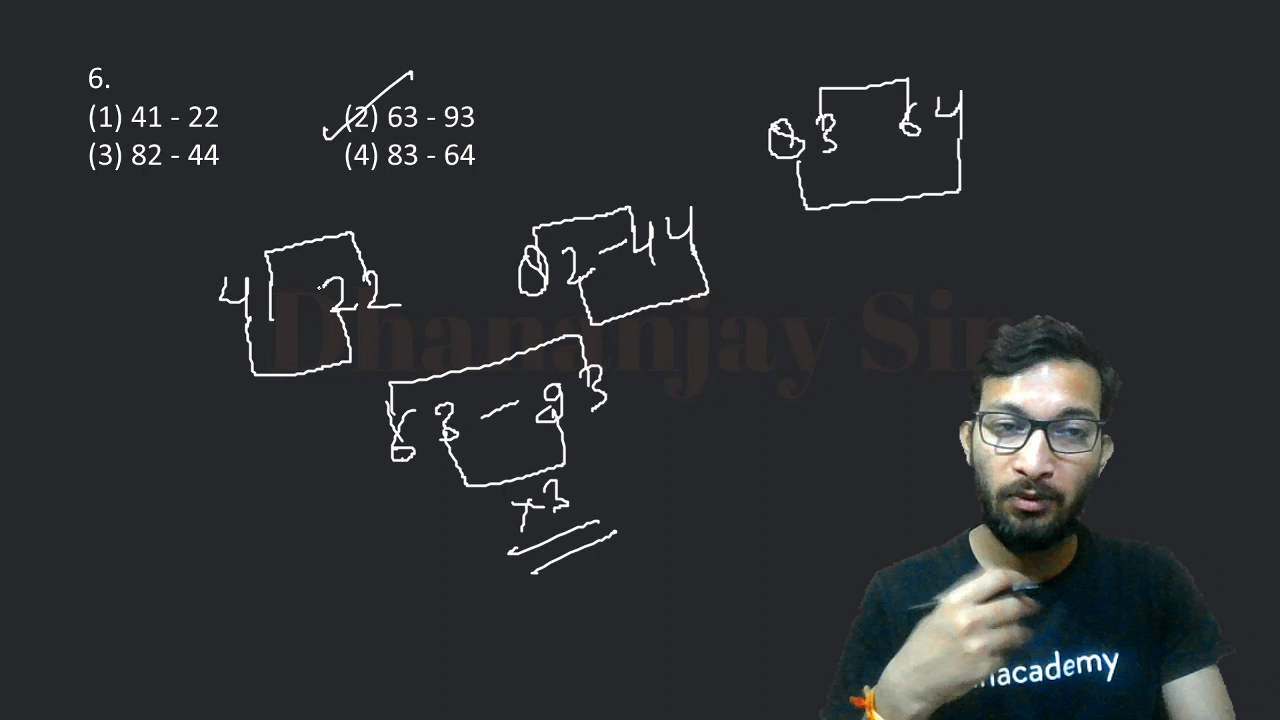 6.
(1) 41 - 22 (2) 63 - 93
(3) 82 - 44 (4) 83 - 64
8 3 6 4
4 1 2 2
8 2 - 4 4
6 3 - 9 3
×3
Dhananjay Sir
nacademy